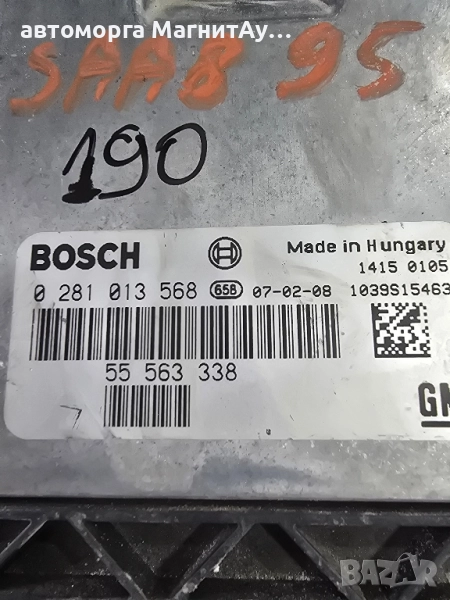 автоморга МагнитАу...
SAAB 95
190
BOSCH
Made in Hungary
1415 0105
0 281 013 568 658 07-02-08 1039S15463
55 563 338
GM
BAZAR